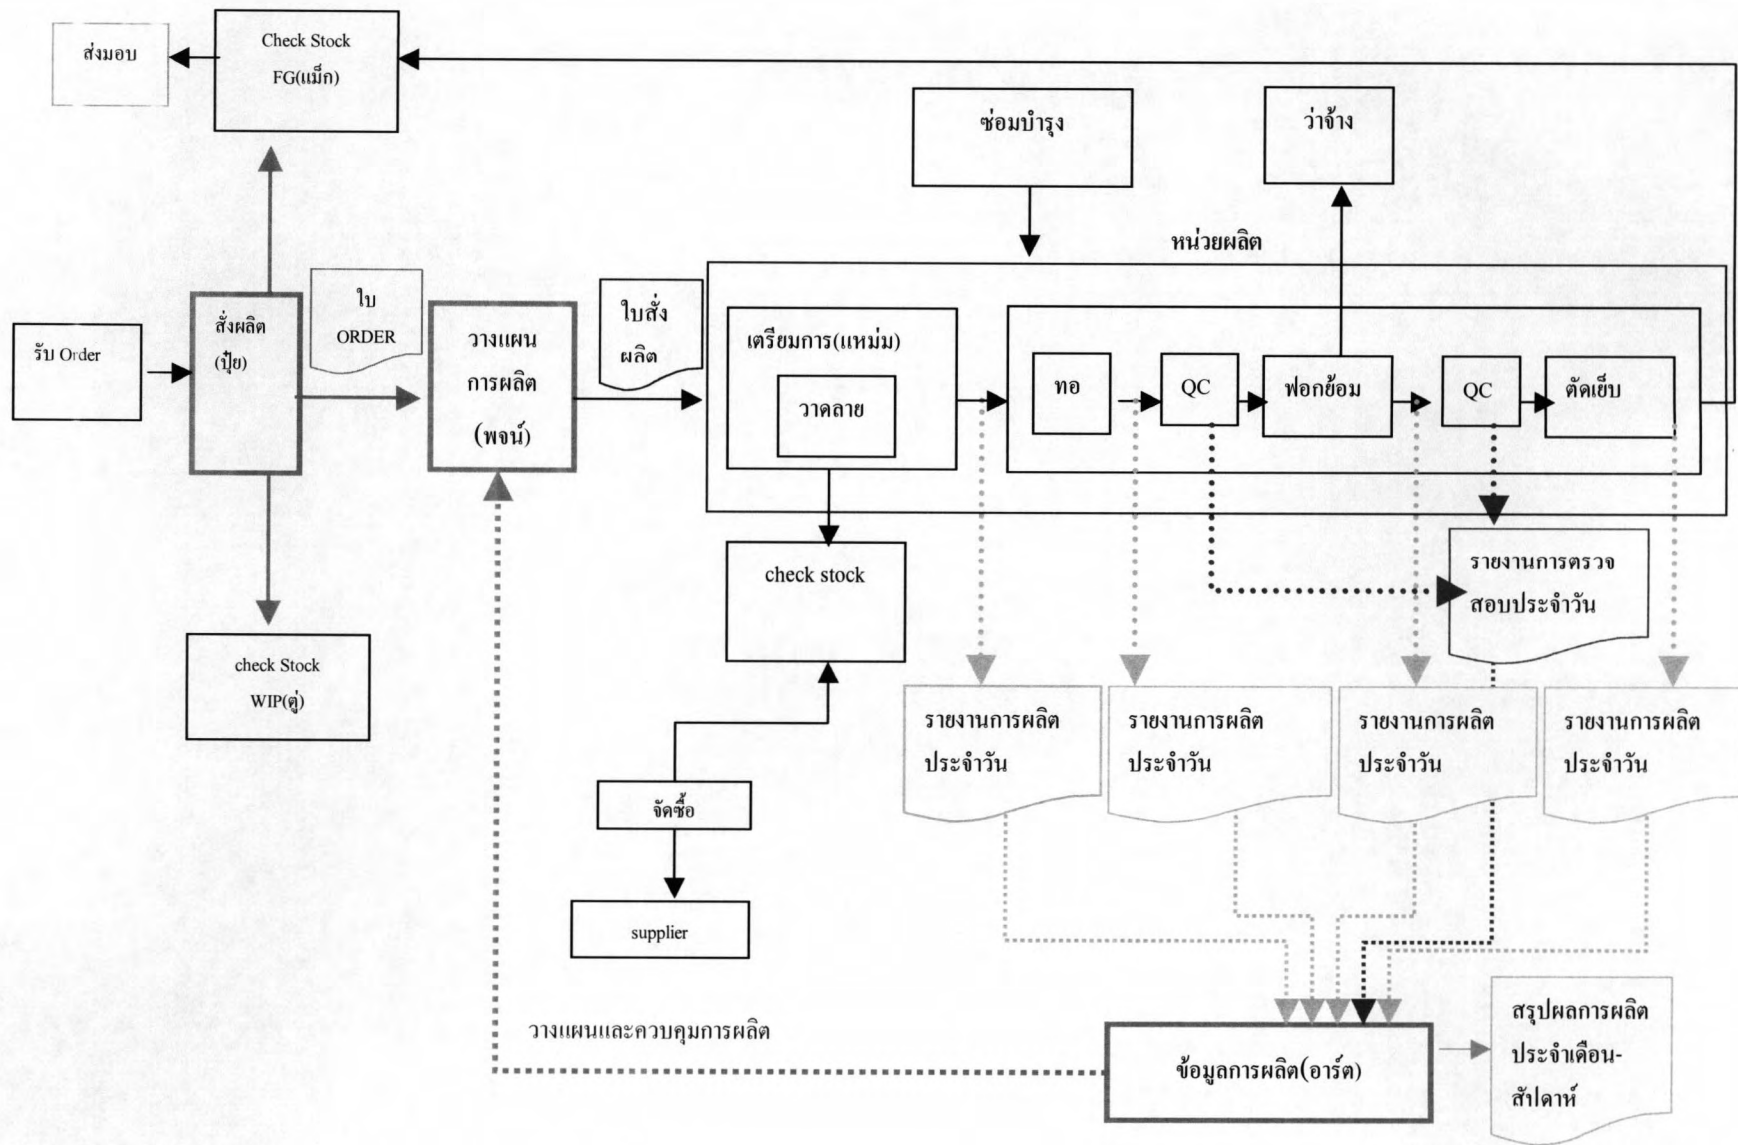 ส่งมอบ
Check Stock
FG(แม็ก)
ซ่อมบำรุง
ว่าจ้าง
หน่วยผลิต
รับ Order
สั่งผลิต
(ปุ๋ย)
ใบ
ORDER
วางแผน
การผลิต
(พจน์)
ใบสั่ง
ผลิต
เตรียมการ(แหม่ม)
วาดลาย
ทอ
QC
ฟอกย้อม
QC
ตัดเย็บ
check stock
รายงานการตรวจ
สอบประจำวัน
check Stock
WIP(ตู่)
รายงานการผลิต
ประจำวัน
รายงานการผลิต
ประจำวัน
รายงานการผลิต
ประจำวัน
รายงานการผลิต
ประจำวัน
จัดซื้อ
supplier
วางแผนและควบคุมการผลิต
ข้อมูลการผลิต(อาร์ต)
สรุปผลการผลิต
ประจำเดือน-
สัปดาห์